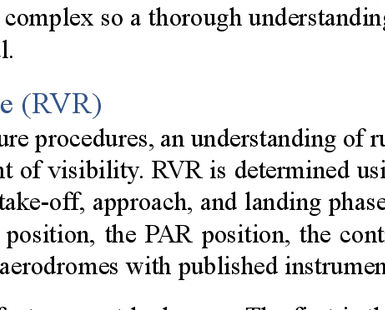 complex so a thorough understanding
l.
e (RVR)
ure procedures, an understanding of ru
nt of visibility. RVR is determined usi
take-off, approach, and landing phase
position, the PAR position, the cont
aerodromes with published instrumen